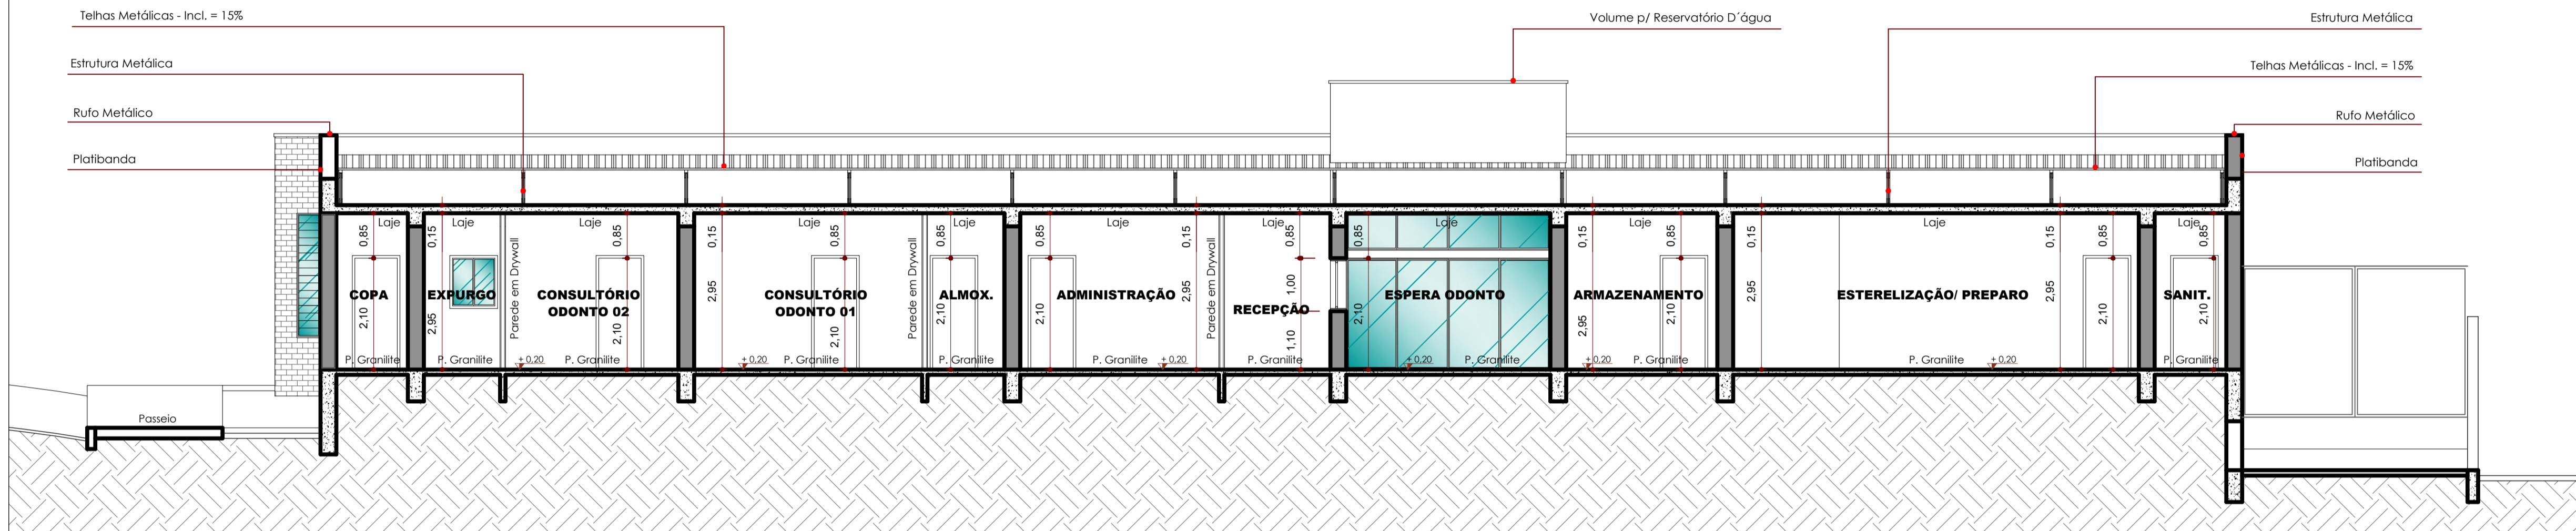 Telhas Metálicas - Incl. = 15%
Volume p/ Reservatório D´água
Estrutura Metálica
Estrutura Metálica
Telhas Metálicas - Incl. = 15%
Rufo Metálico
Rufo Metálico
Platibanda
Platibanda
Laje
0,85
COPA
2,10
P. Granilite
Laje
0,15
EXPURGO
2,95
P. Granilite
Parede em Drywall
Laje
0,85
CONSULTÓRIO
ODONTO 02
2,10
+ 0,20
P. Granilite
0,15
2,95
Laje
0,85
CONSULTÓRIO
ODONTO 01
2,10
+ 0,20
P. Granilite
Parede em Drywall
Laje
0,85
ALMOX.
2,10
P. Granilite
0,85
Laje
0,15
ADMINISTRAÇÃO
2,95
2,10
P. Granilite
+ 0,20
Parede em Drywall
Laje
0,85
1,00
RECEPÇÃO
1,10
P. Granilite
0,85
Laje
ESPERA ODONTO
2,10
+ 0,20
P. Granilite
0,15
Laje
0,85
ARMAZENAMENTO
2,95
2,10
+ 0,20
P. Granilite
0,15
2,95
Laje
0,15
0,85
ESTERELIZAÇÃO/ PREPARO
2,95
2,10
P. Granilite
+ 0,20
Laje
0,85
SANIT.
2,10
P. Granilite
Passeio